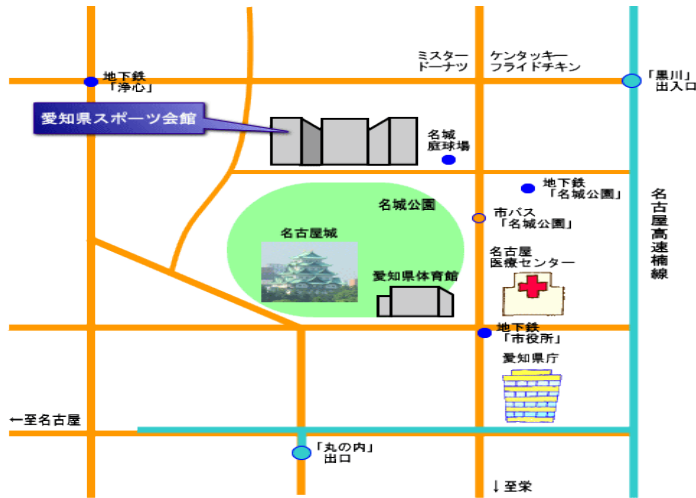 ミスター
ドーナツ
ケンタッキー
フライドチキン
地下鉄
「浄心」
「黒川」
出入口
愛知県スポーツ会館
名城
庭球場
地下鉄
「名城公園」
名城公園
市バス
「名城公園」
名古屋高速楠線
名古屋城
名古屋
医療センター
愛知県体育館
地下鉄
「市役所」
愛知県庁
←至名古屋
「丸の内」
出口
↓至栄